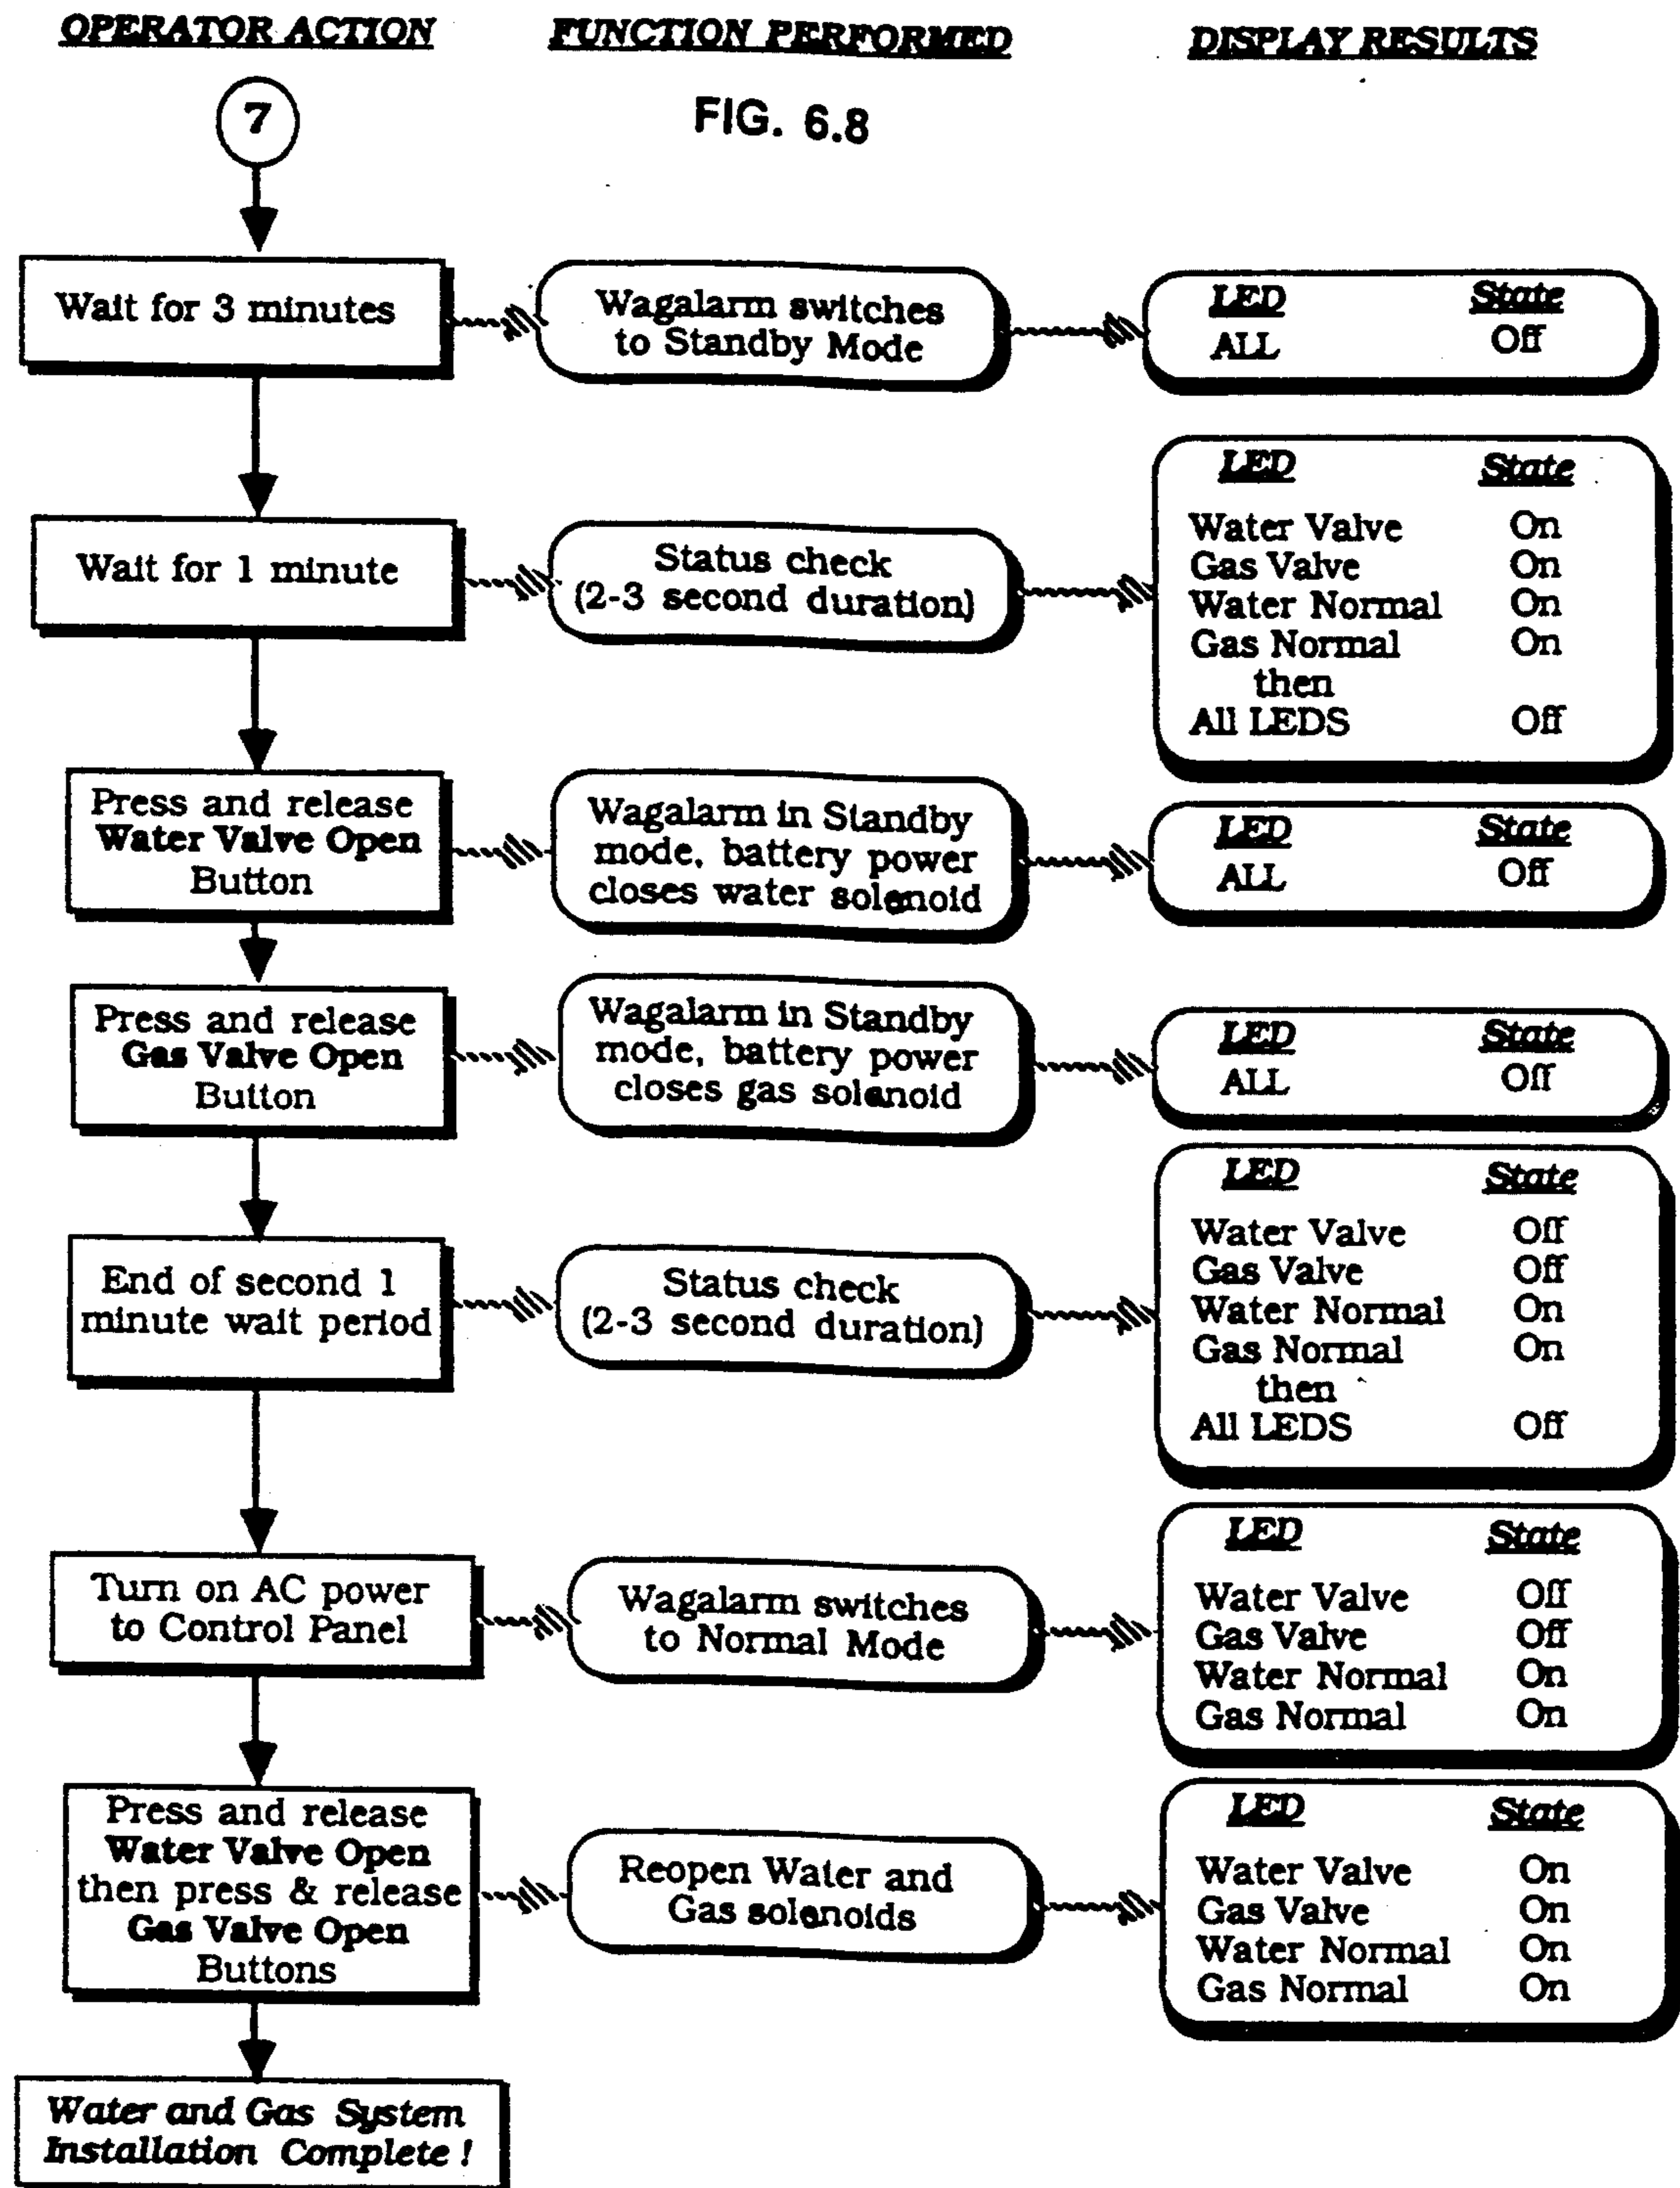 OPERATOR ACTION FUNCTION PERFORMED DISPLAY RESULTS
7
FIG. 6.8
Wait for 3 minutes
Wagalarm switches
to Standby Mode
LED State
ALL Off
Wait for 1 minute
Status check
(2-3 second duration)
LED State
Water Valve On
Gas Valve On
Water Normal On
Gas Normal On
then
All LEDS Off
Press and release
Water Valve Open
Button
Wagalarm in Standby
mode, battery power
closes water solenoid
LED State
ALL Off
Press and release
Gas Valve Open
Button
Wagalarm in Standby
mode, battery power
closes gas solenoid
LED State
ALL Off
End of second 1
minute wait period
Status check
(2-3 second duration)
LED State
Water Valve Off
Gas Valve Off
Water Normal On
Gas Normal On
then
All LEDS Off
Turn on AC power
to Control Panel
Wagalarm switches
to Normal Mode
LED State
Water Valve Off
Gas Valve Off
Water Normal On
Gas Normal On
Press and release
Water Valve Open
then press & release
Gas Valve Open
Buttons
Reopen Water and
Gas solenoids
LED State
Water Valve On
Gas Valve On
Water Normal On
Gas Normal On
Water and Gas System
Installation Complete !